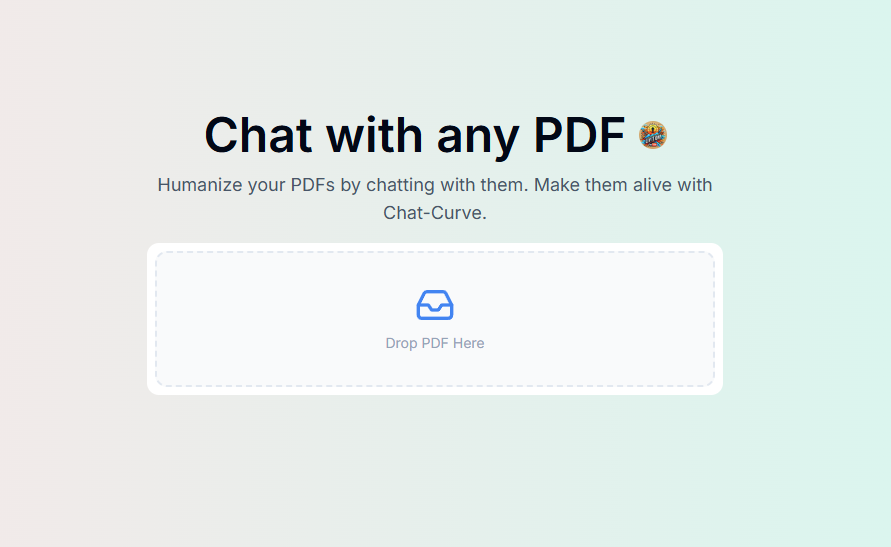 Chat with any PDF
Humanize your PDFs by chatting with them. Make them alive with
Chat-Curve.
Drop PDF Here